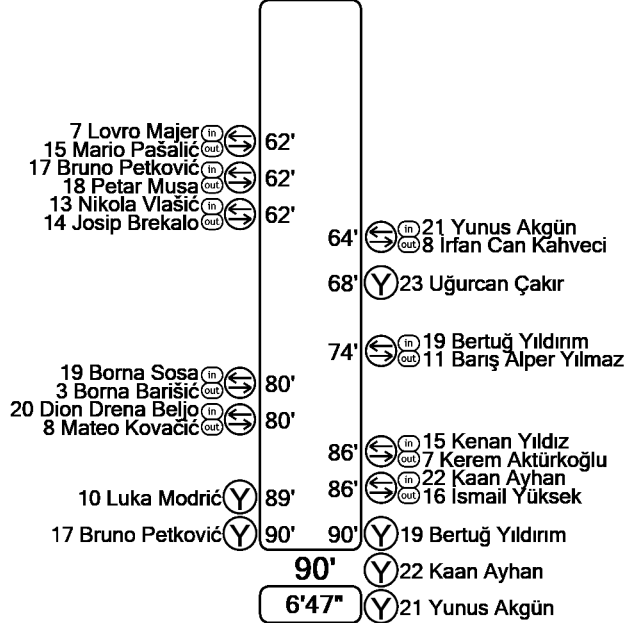 7 Lovro Majer in 62'
15 Mario Pašalić out
17 Bruno Petković in 62'
18 Petar Musa out
13 Nikola Vlašić in 62'
14 Josip Brekalo out
64' in 21 Yunus Akgün
out 8 İrfan Can Kahveci
68' Y 23 Uğurcan Çakır
74' in 19 Bertuğ Yıldırım
out 11 Barış Alper Yılmaz
19 Borna Sosa in 80'
3 Borna Barišić out
20 Dion Drena Beljo in 80'
8 Mateo Kovačić out
86' in 15 Kenan Yıldız
out 7 Kerem Aktürkoğlu
86' in 22 Kaan Ayhan
out 16 İsmail Yüksek
10 Luka Modrić Y 89'
17 Bruno Petković Y 90' 90' Y 19 Bertuğ Yıldırım
90' Y 22 Kaan Ayhan
6'47" Y 21 Yunus Akgün